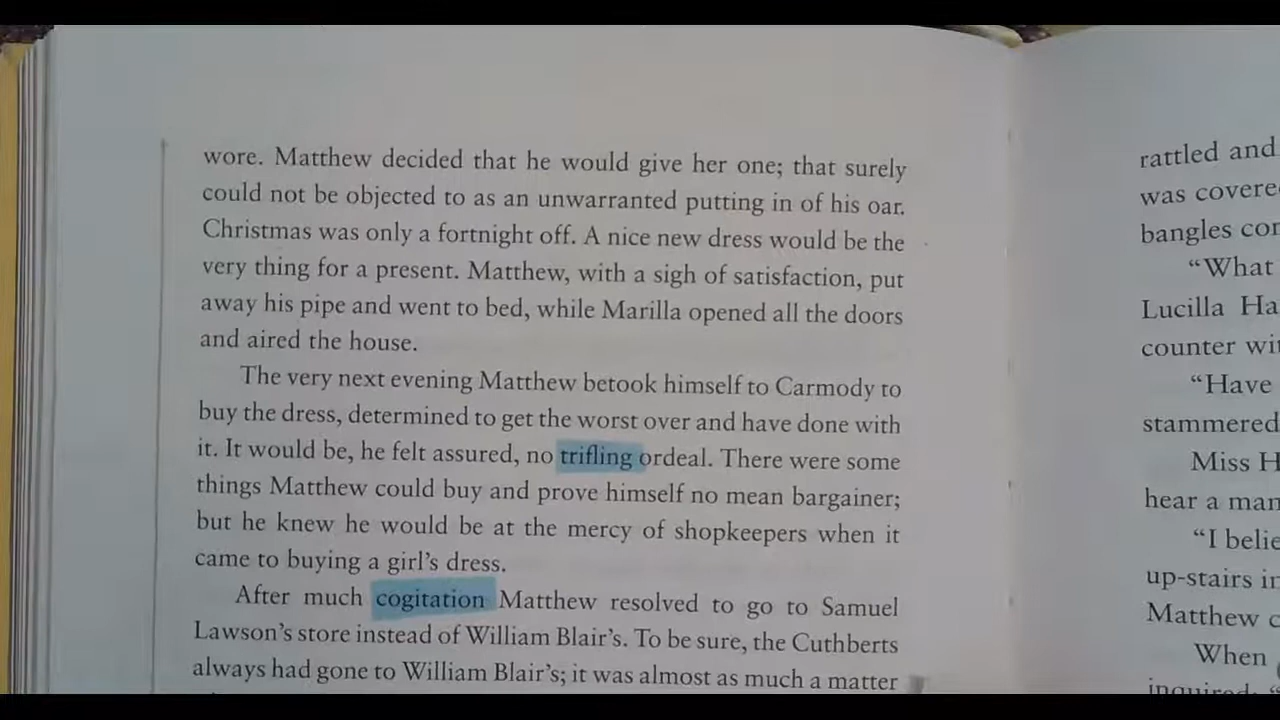 wore. Matthew decided that he would give her one; that surely
could not be objected to as an unwarranted putting in of his oar.
Christmas was only a fortnight off. A nice new dress would be the
very thing for a present. Matthew, with a sigh of satisfaction, put
away his pipe and went to bed, while Marilla opened all the doors
and aired the house.
The very next evening Matthew betook himself to Carmody to
buy the dress, determined to get the worst over and have done with
it. It would be, he felt assured, no trifling ordeal. There were some
things Matthew could buy and prove himself no mean bargainer;
but he knew he would be at the mercy of shopkeepers when it
came to buying a girl's dress.
After much cogitation Matthew resolved to go to Samuel
Lawson's store instead of William Blair's. To be sure, the Cuthberts
always had gone to William Blair's; it was almost as much a matter
rattled and
was
bangles
“What
Lucilla
counter
“Have
stammered
Miss
hear a
“I
up-stairs
Matthew
When